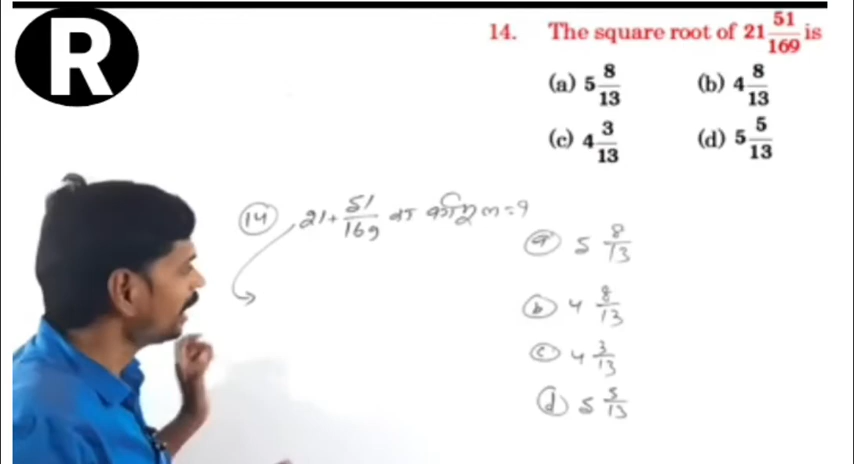 R
14. The square root of 21 51/169 is
(a) 5 8/13 (b) 4 8/13
(c) 4 3/13 (d) 5 5/13
14 21+ 51/169 का = ?
a 5 8/13
b 4 8/13
c 4 3/13
d 5 5/13